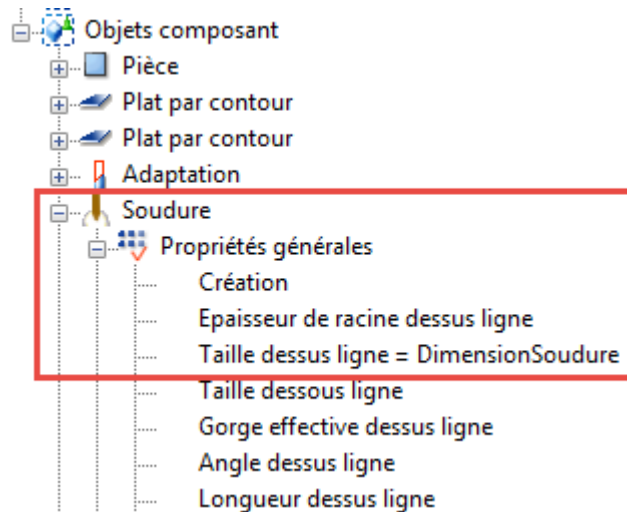 Objets composant
Pièce
Plat par contour
Plat par contour
Adaptation
Soudure
Propriétés générales
Création
Epaisseur de racine dessus ligne
Taille dessus ligne = DimensionSoudure
Taille dessous ligne
Gorge effective dessus ligne
Angle dessus ligne
Longueur dessus ligne